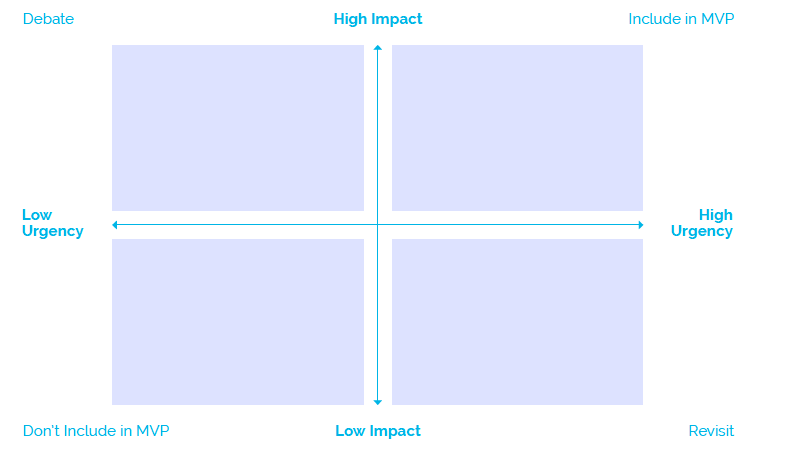 Debate
High Impact
Include in MVP
Low
Urgency
High
Urgency
Don't Include in MVP
Low Impact
Revisit